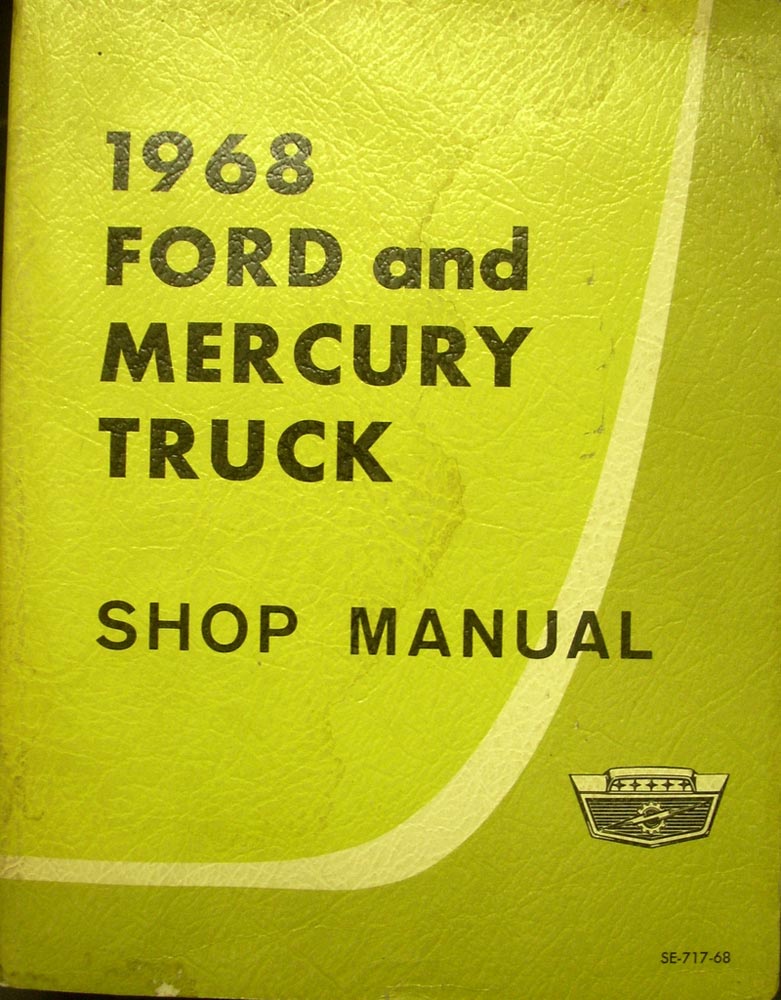 1968
FORD and
MERCURY
TRUCK
SHOP MANUAL
SE-717-68